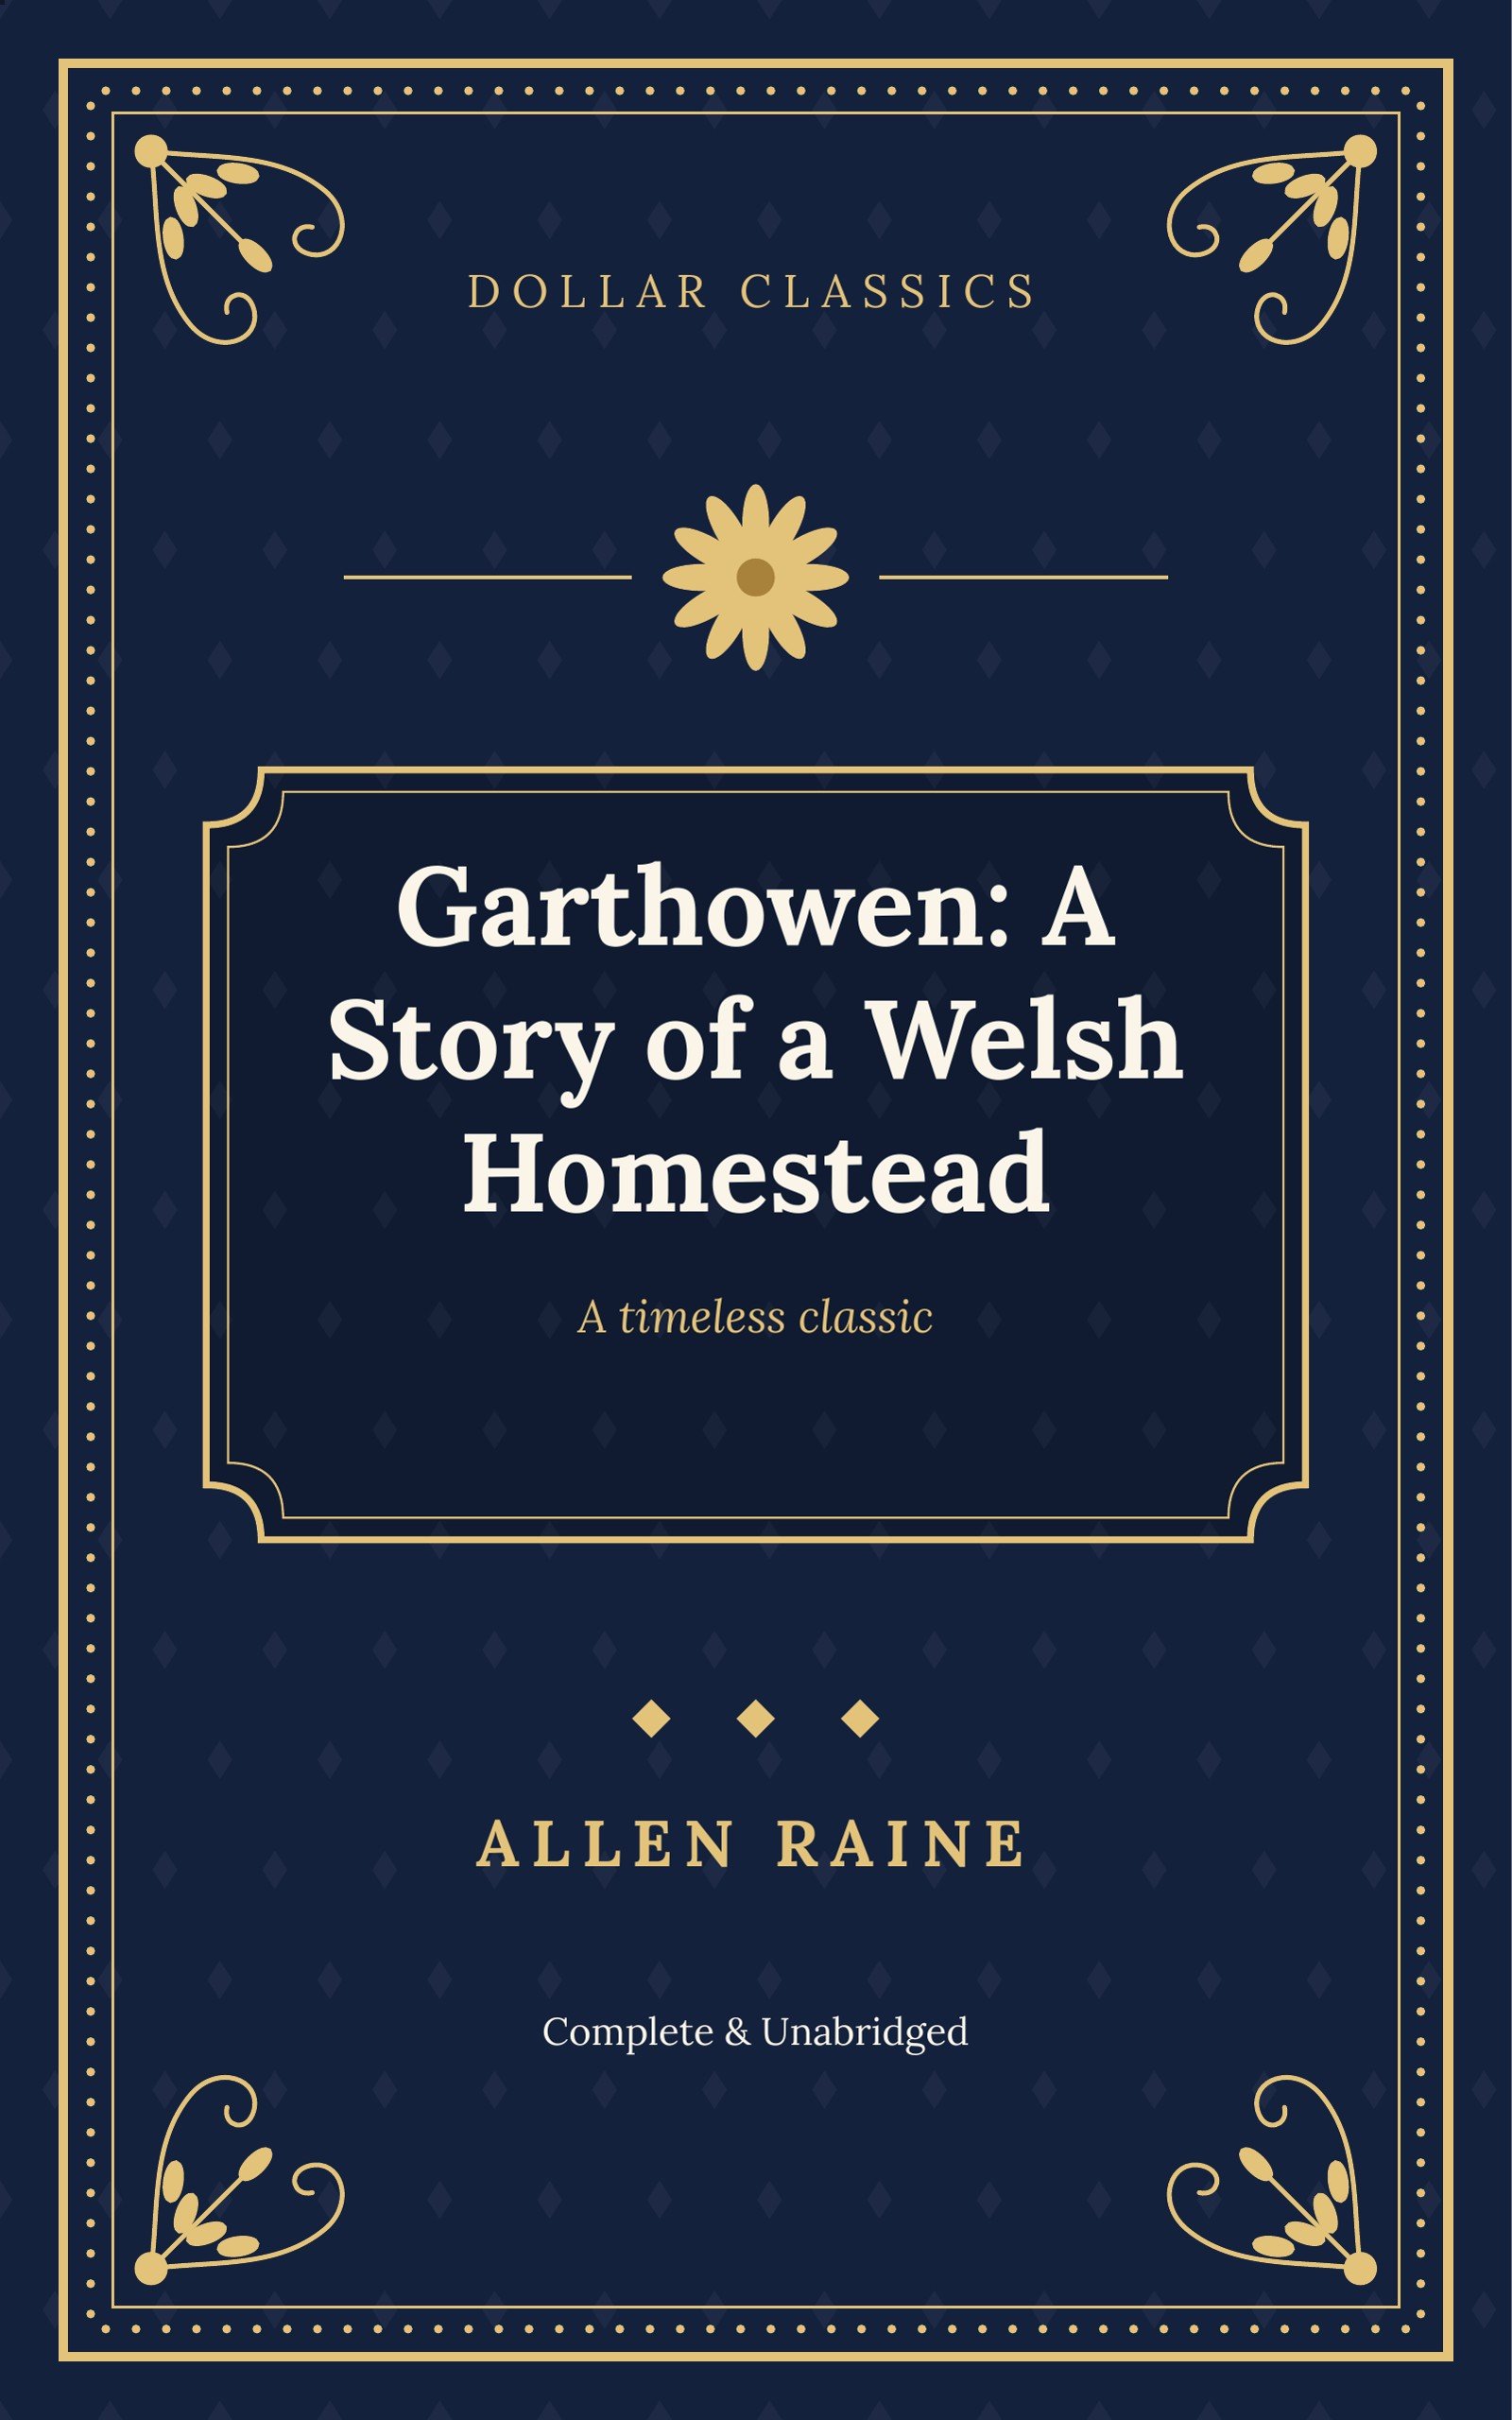 DOLLAR CLASSICS
Garthowen: A
Story of a Welsh
Homestead
A timeless classic
ALLEN RAINE
Complete & Unabridged